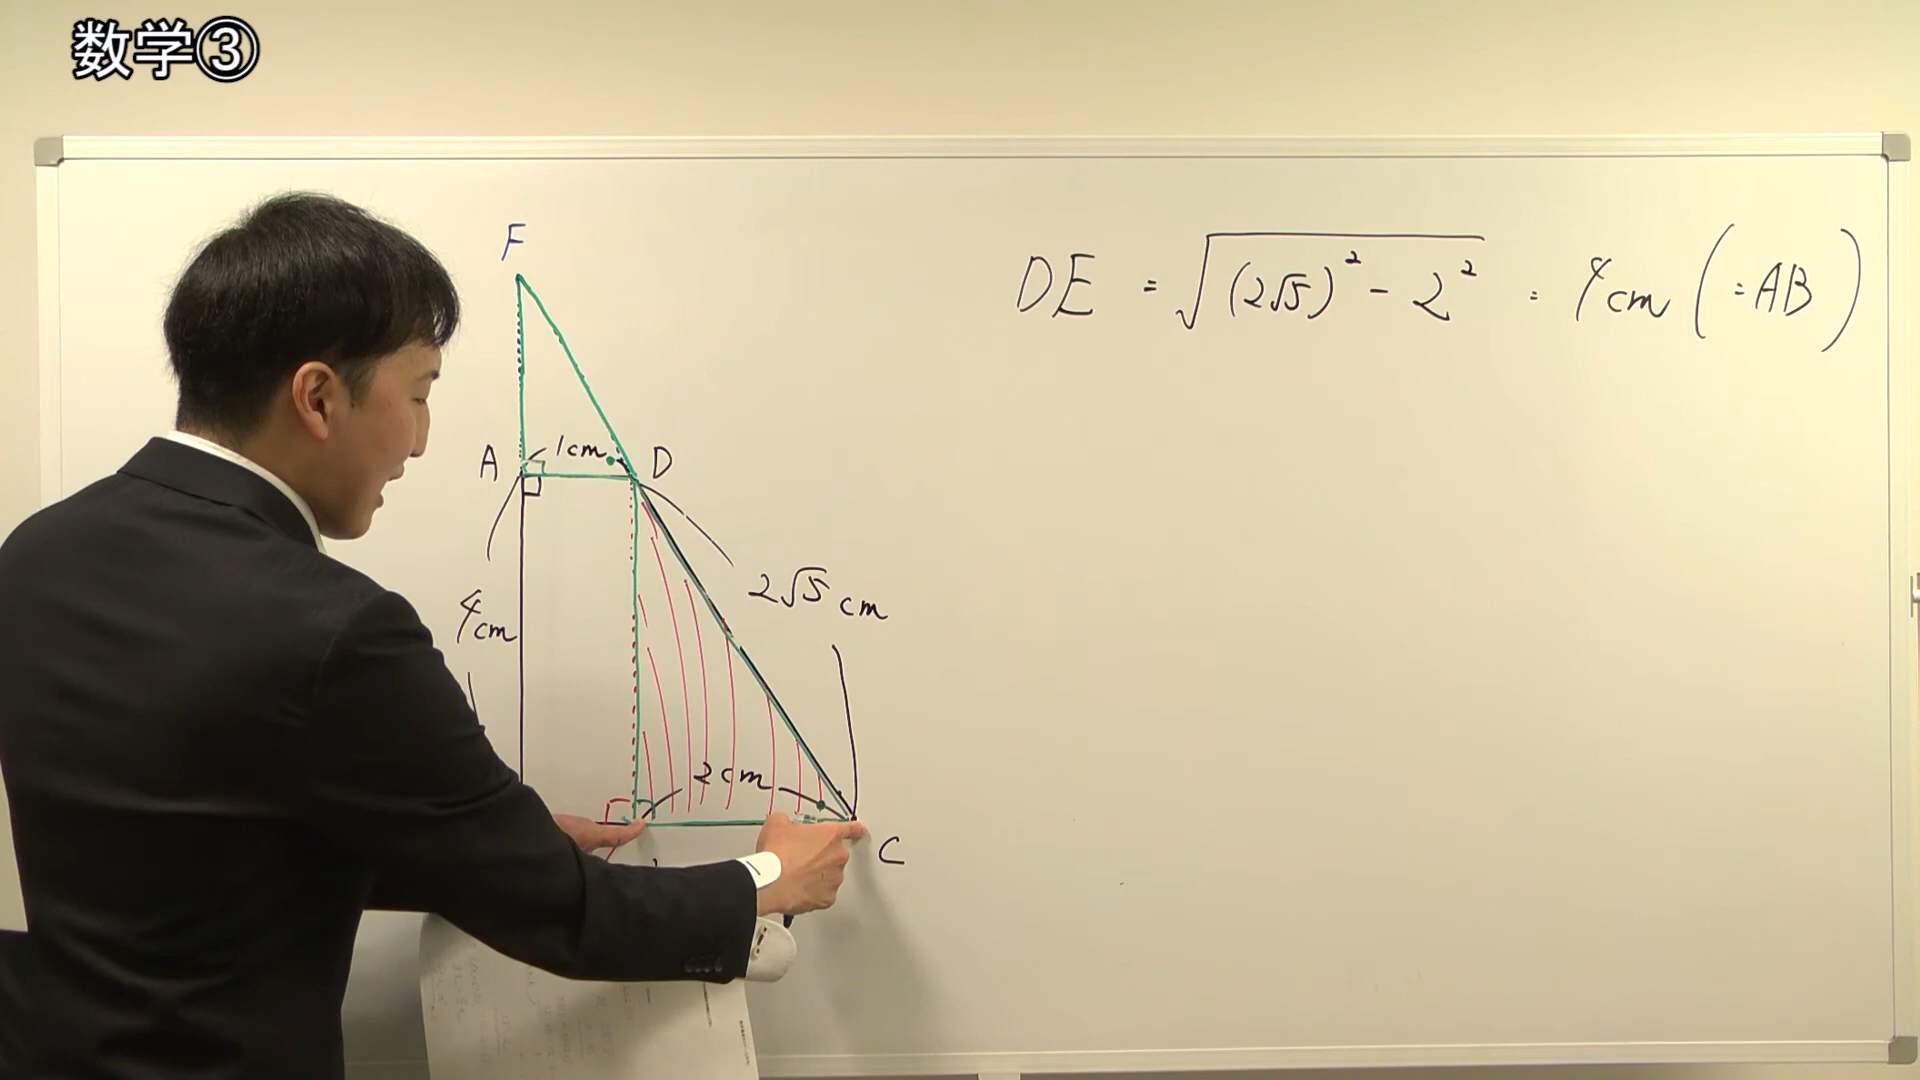 数学③
F
DE = √(2√5)² - 2² = 4cm (=AB)
A 1cm D
2√5 cm
4cm
2cm
C